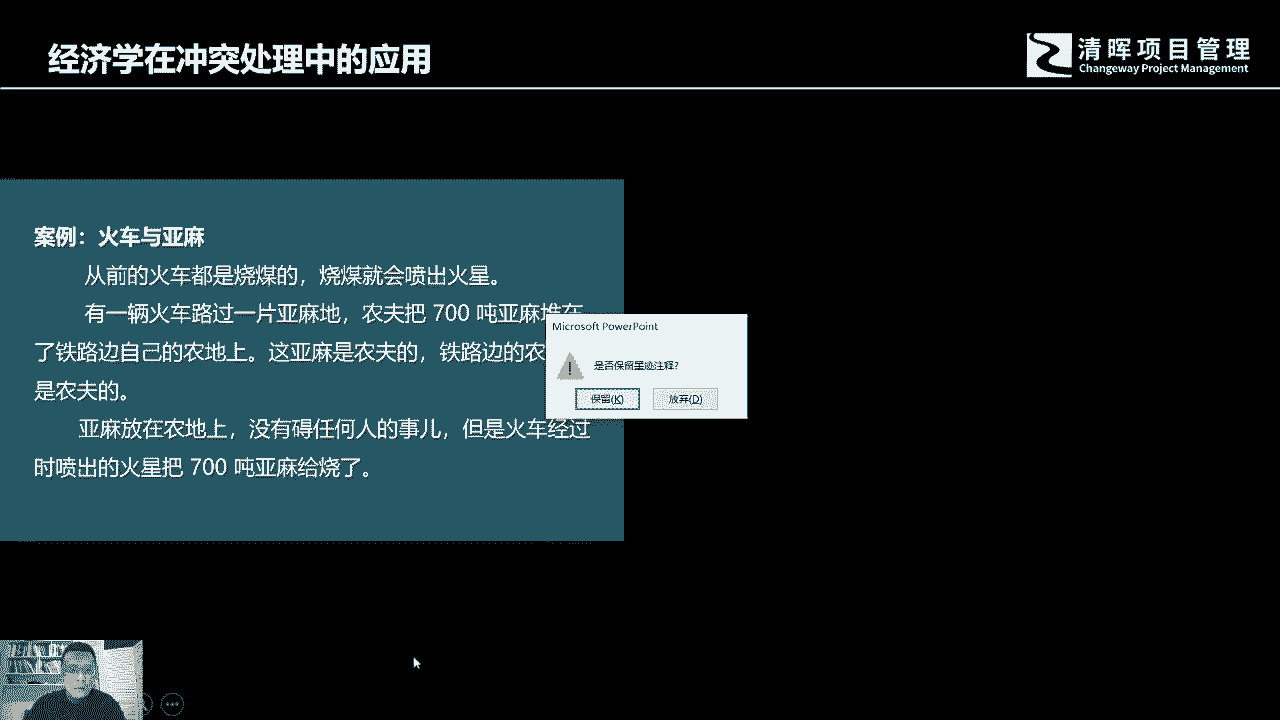 经济学在冲突处理中的应用
清晖项目管理
Changeway Project Management
案例：火车与亚麻
从前的火车都是烧煤的，烧煤就会喷出火星。
有一辆火车路过一片亚麻地，农夫把 700 吨亚麻堆在
了铁路边自己的农地上。这亚麻是农夫的，铁路边的农
是农夫的。
亚麻放在农地上，没有碍任何人的事儿，但是火车经过
时喷出的火星把 700 吨亚麻给烧了。
Microsoft PowerPoint
是否保留墨迹注释?
保留(K)
放弃(D)